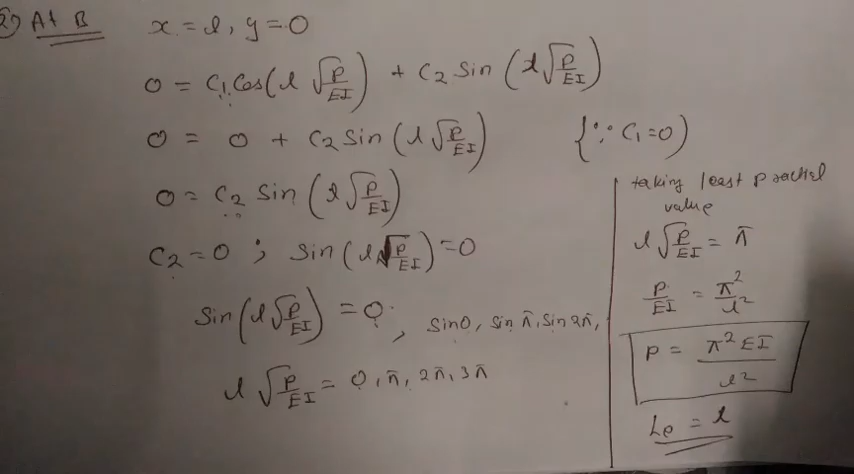 2) At B x = l, y = 0
0 = C₁ Cos(l √P/EI) + C₂ Sin (l √P/EI)
0 = 0 + C₂ Sin (l √P/EI) {∵ C₁ = 0)
0 = C₂ Sin (l √P/EI)
C₂ = 0 ; Sin (l √P/EI) = 0
Sin (l √P/EI) = 0 , Sin0, Sin π, Sin 2π,
l √P/EI = 0, π, 2π, 3π
taking least practical
value
l √P/EI = π
P/EI = π²/l²
P = π² EI/l²
Le = l